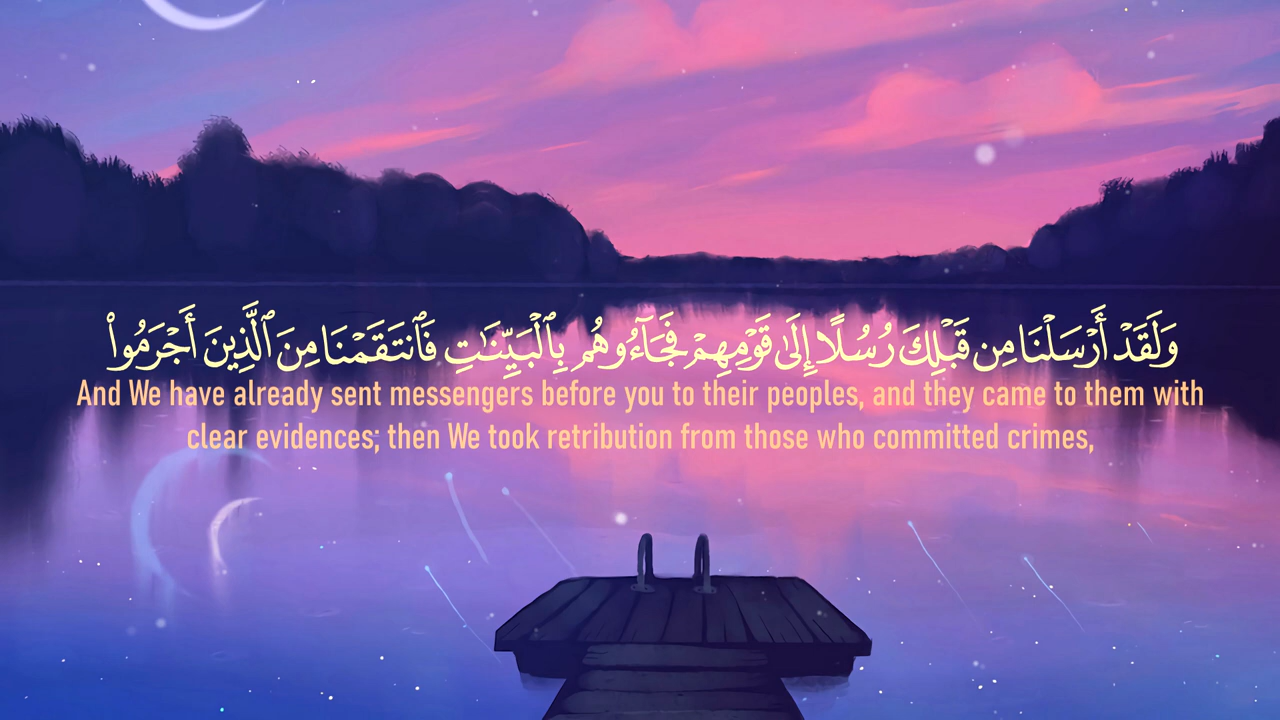 وَلَقَدْ أَرْسَلْنَا مِن قَبْلِكَ رُسُلًا إِلَىٰ قَوْمِهِمْ فَجَآءُوهُم بِٱلْبَيِّنَـٰتِ فَٱنتَقَمْنَا مِنَ ٱلَّذِينَ أَجْرَمُوا۟
And We have already sent messengers before you to their peoples, and they came to them with
clear evidences; then We took retribution from those who committed crimes,